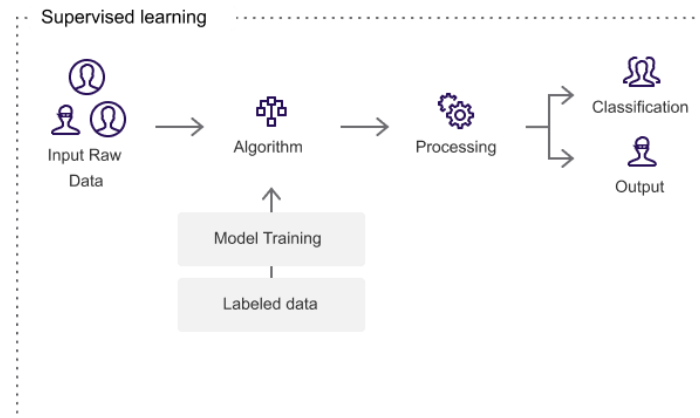 Supervised learning
Classification
Algorithm
Processing
Input Raw
Data
Output
Model Training
Labeled data